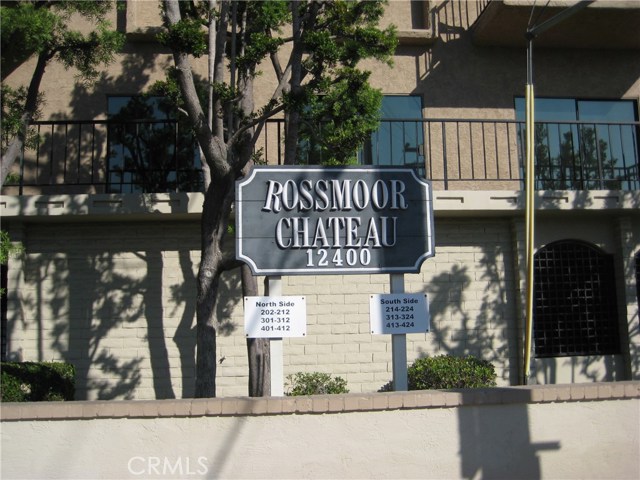 ROSSMOOR
CHATEAU
12400
North Side
202-212
301-312
401-412
South Side
214-224
313-324
413-424
CRMLS